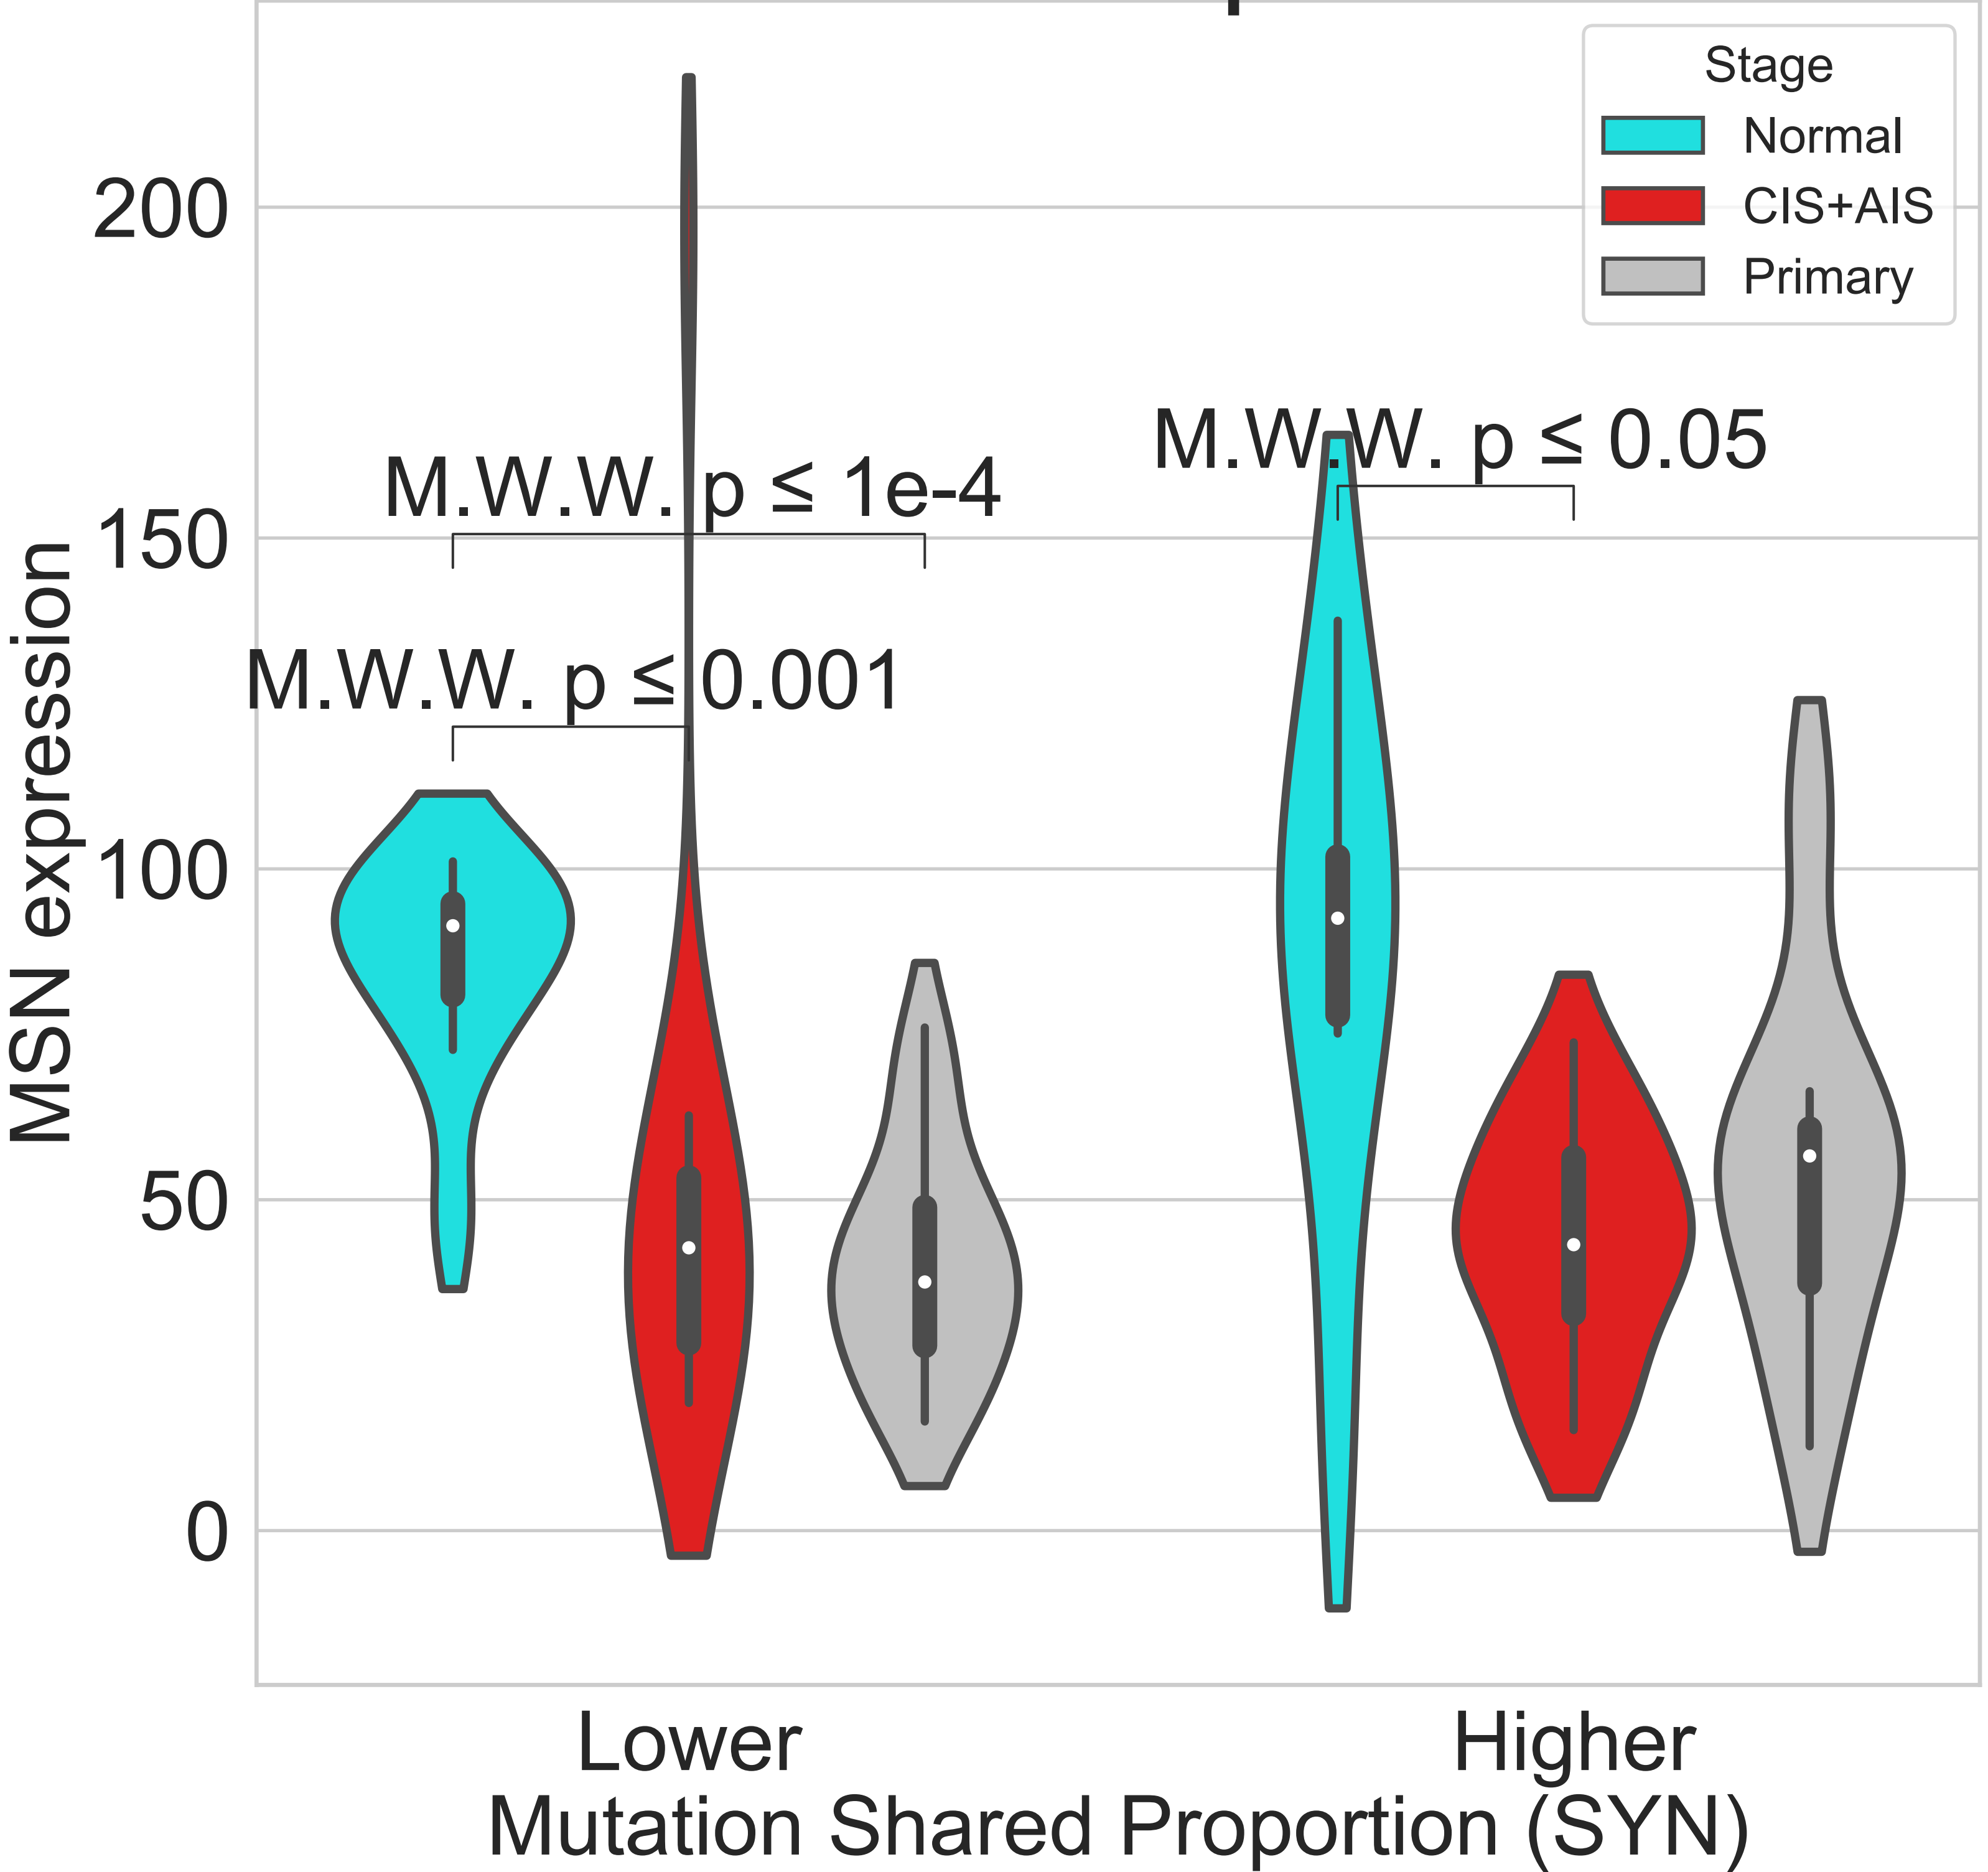 Stage
Normal
CIS+AIS
Primary
200
150
100
50
0
MSN expression
M.W.W. p ≤ 1e-4
M.W.W. p ≤ 0.001
M.W.W. p ≤ 0.05
Lower
Higher
Mutation Shared Proportion (SYN)